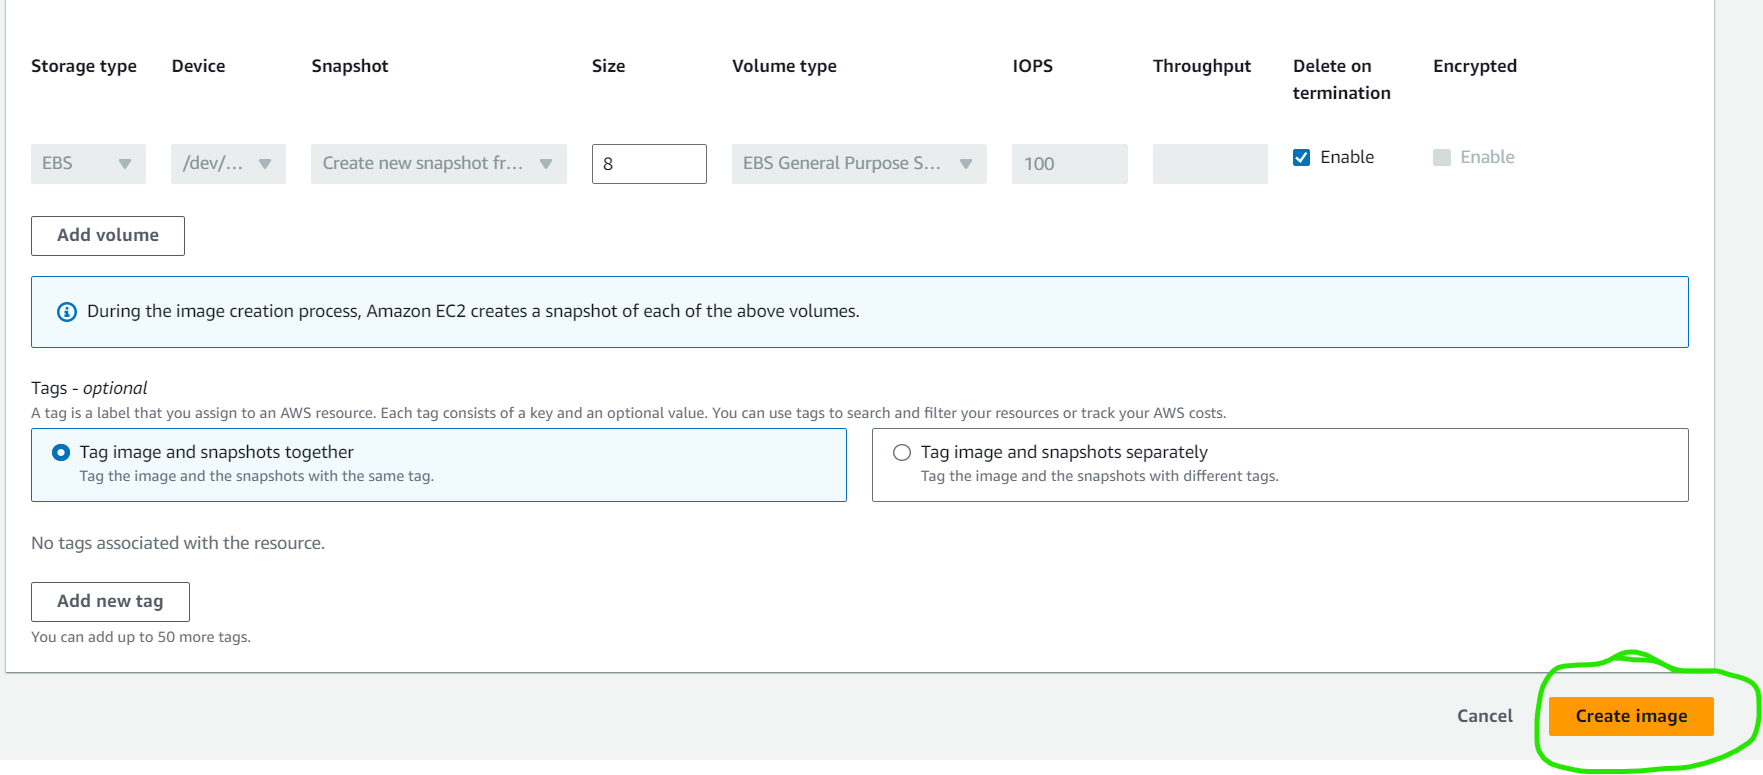 Storage type Device Snapshot Size Volume type IOPS Throughput Delete on termination Encrypted
EBS /dev/... Create new snapshot fr... 8 EBS General Purpose S... 100 Enable Enable
Add volume
During the image creation process, Amazon EC2 creates a snapshot of each of the above volumes.
Tags - optional
A tag is a label that you assign to an AWS resource. Each tag consists of a key and an optional value. You can use tags to search and filter your resources or track your AWS costs.
Tag image and snapshots together
Tag the image and the snapshots with the same tag.
Tag image and snapshots separately
Tag the image and the snapshots with different tags.
No tags associated with the resource.
Add new tag
You can add up to 50 more tags.
Cancel Create image